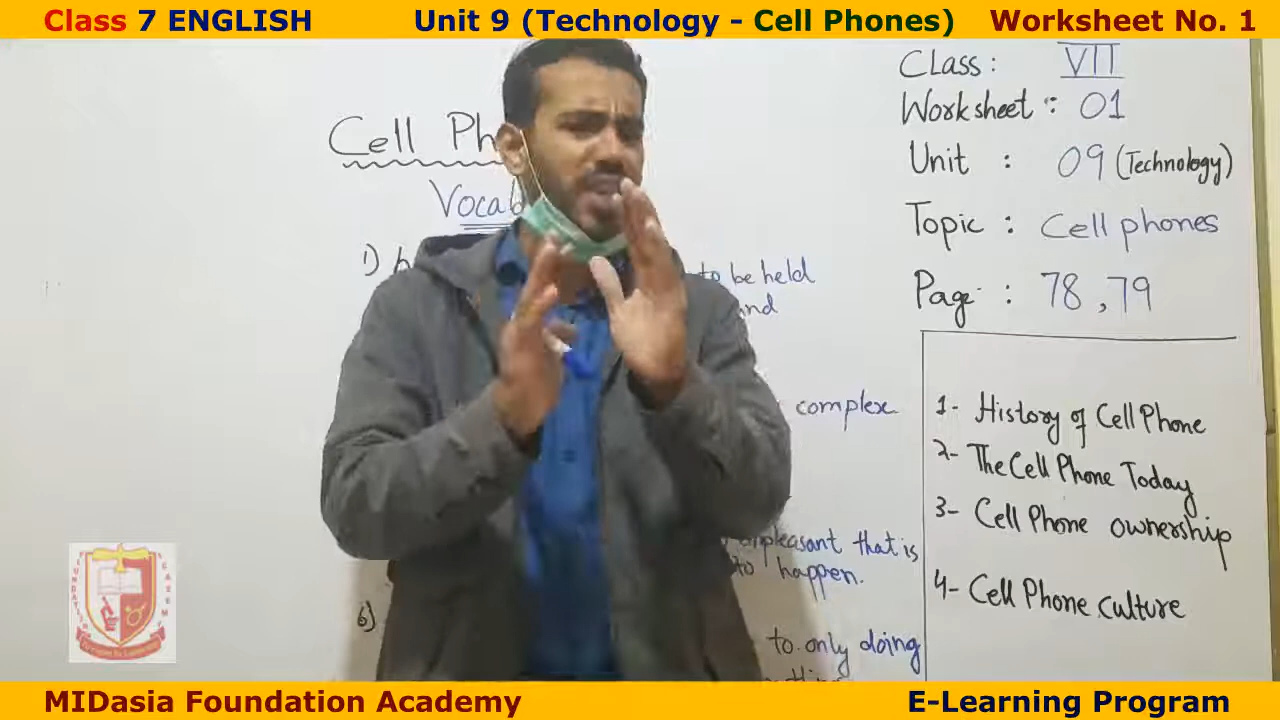 Class 7 ENGLISH Unit 9 (Technology - Cell Phones) Worksheet No. 1
Cell Ph
Vocab
1) h
to be held
and
complex
unpleasant that is
to happen.
6)
to only doing
Class: VII
Worksheet: 01
Unit : 09 (Technology)
Topic : Cell phones
Page : 78, 79
1- History of Cell Phone
2- The Cell Phone Today
3- Cell Phone ownership
4- Cell Phone culture
MIDasia Foundation Academy E-Learning Program